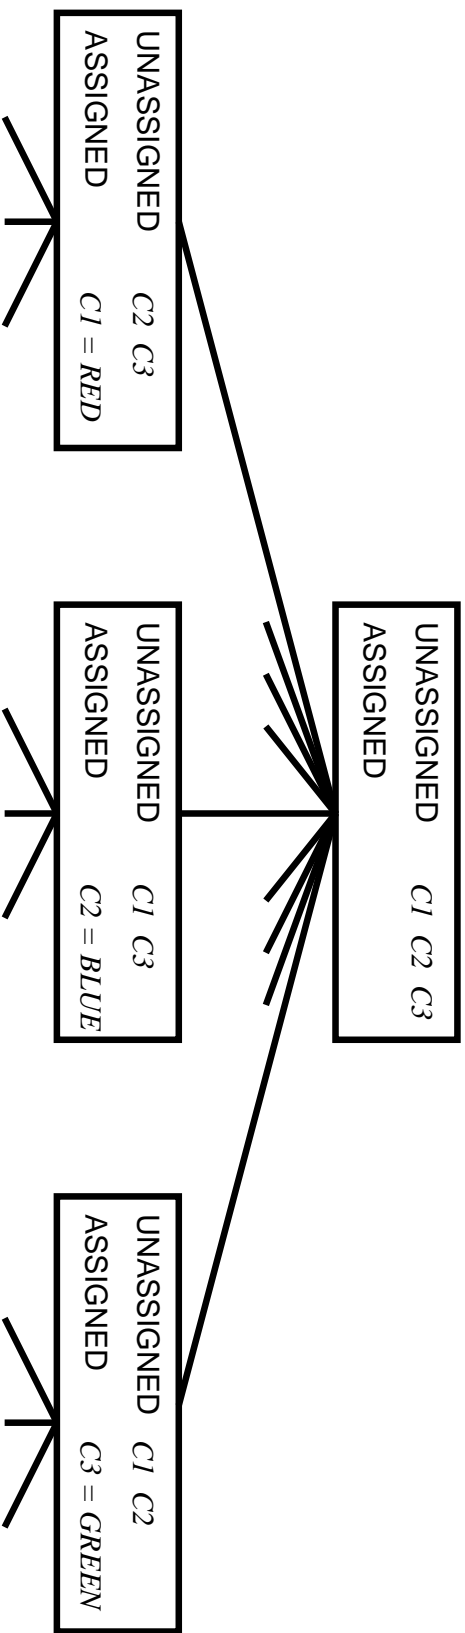 UNASSIGNED C1 C2 C3
ASSIGNED
UNASSIGNED C2 C3
ASSIGNED C1 = RED
UNASSIGNED C1 C3
ASSIGNED C2 = BLUE
UNASSIGNED C1 C2
ASSIGNED C3 = GREEN